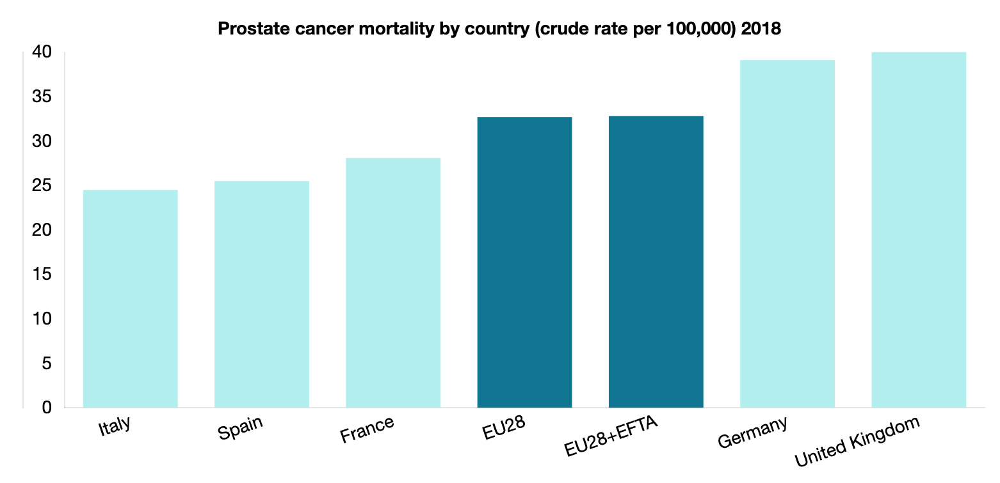 Prostate cancer mortality by country (crude rate per 100,000) 2018
40
35
30
25
20
15
10
5
0
Italy
Spain
France
EU28
EU28+EFTA
Germany
United Kingdom